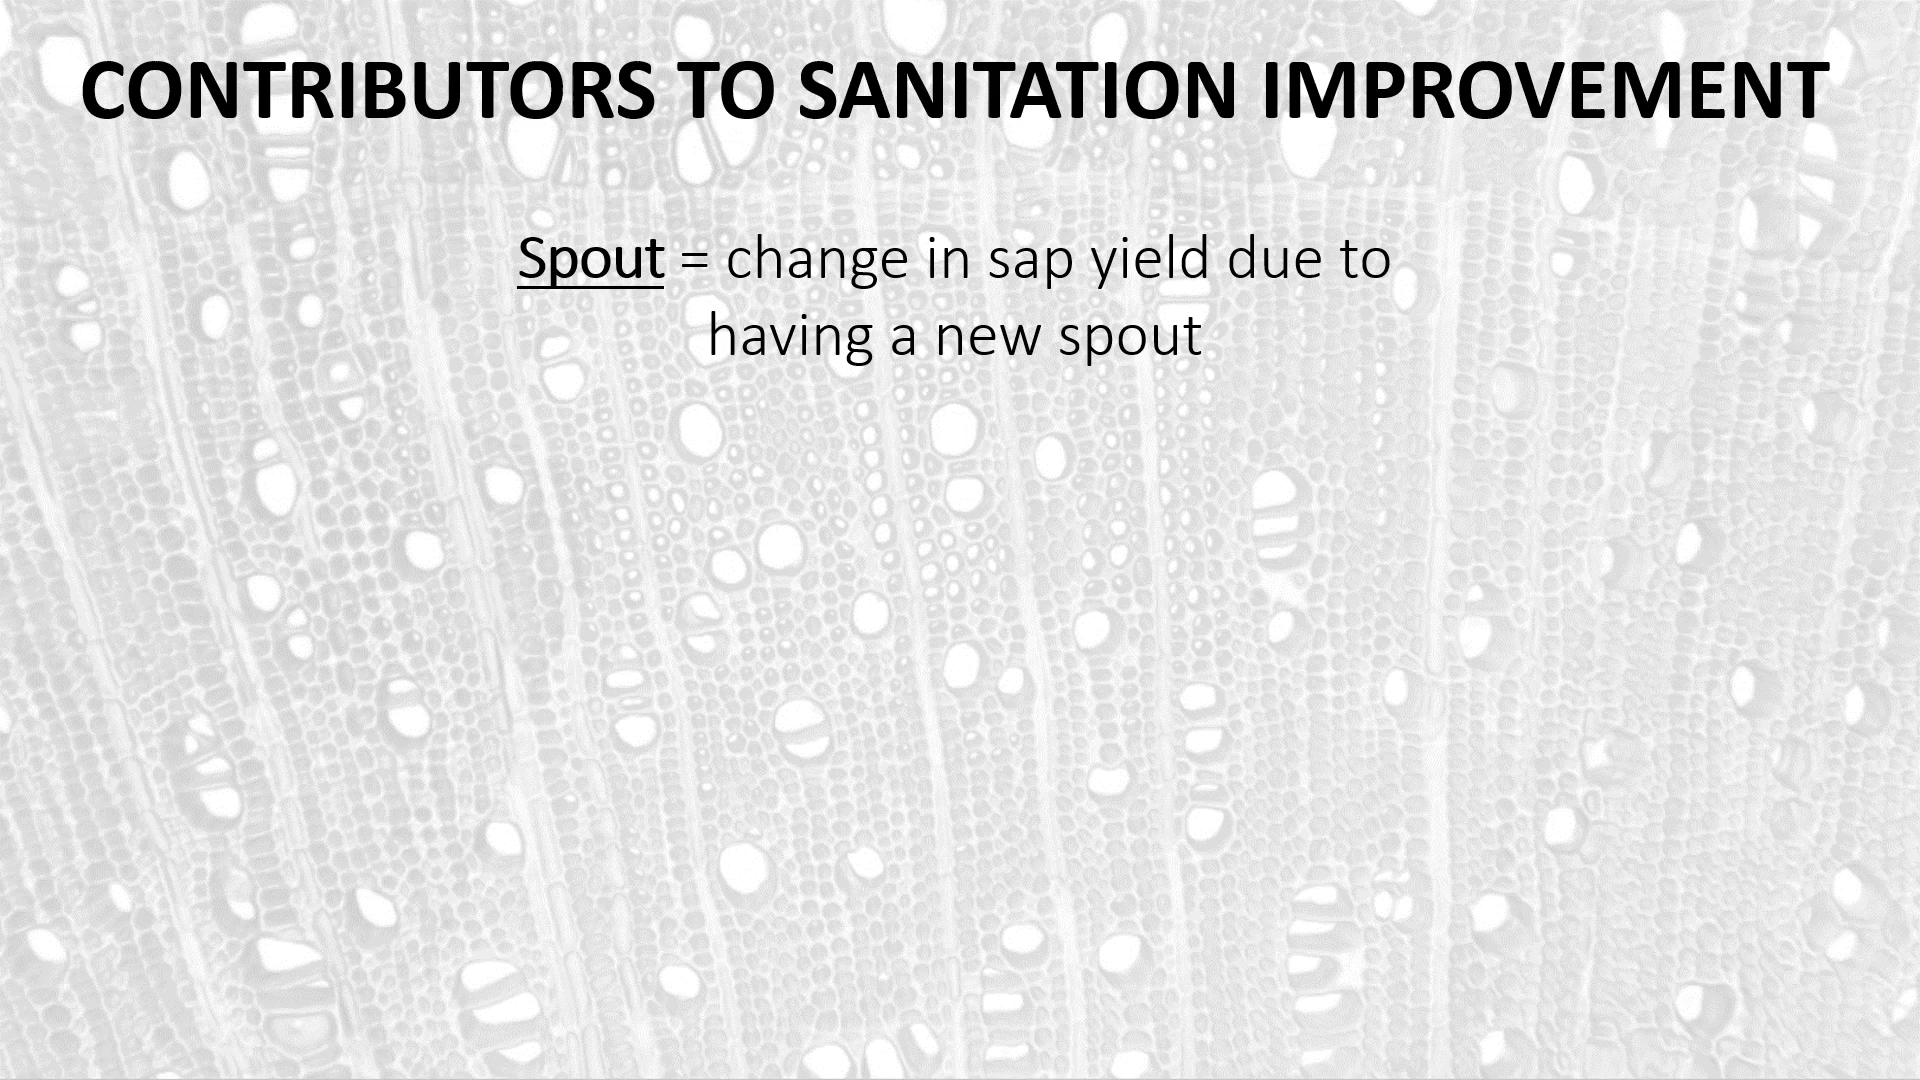 CONTRIBUTORS TO SANITATION IMPROVEMENT
Spout = change in sap yield due to
having a new spout